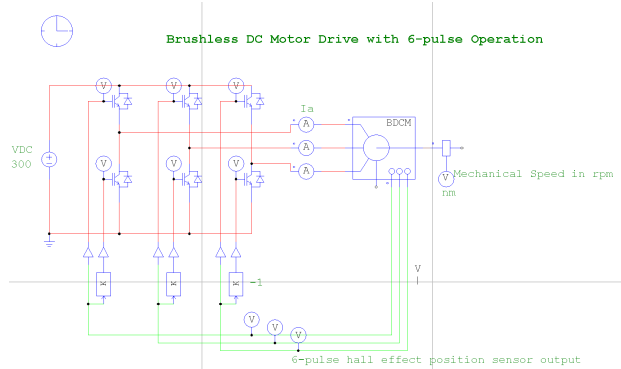 Brushless DC Motor Drive with 6-pulse Operation
V V V
Ia
A
BDCM
VDC
300
A
V V V
A
V
Mechanical Speed in rpm
nm
V
K K K
-1
V
V
V
6-pulse hall effect position sensor output